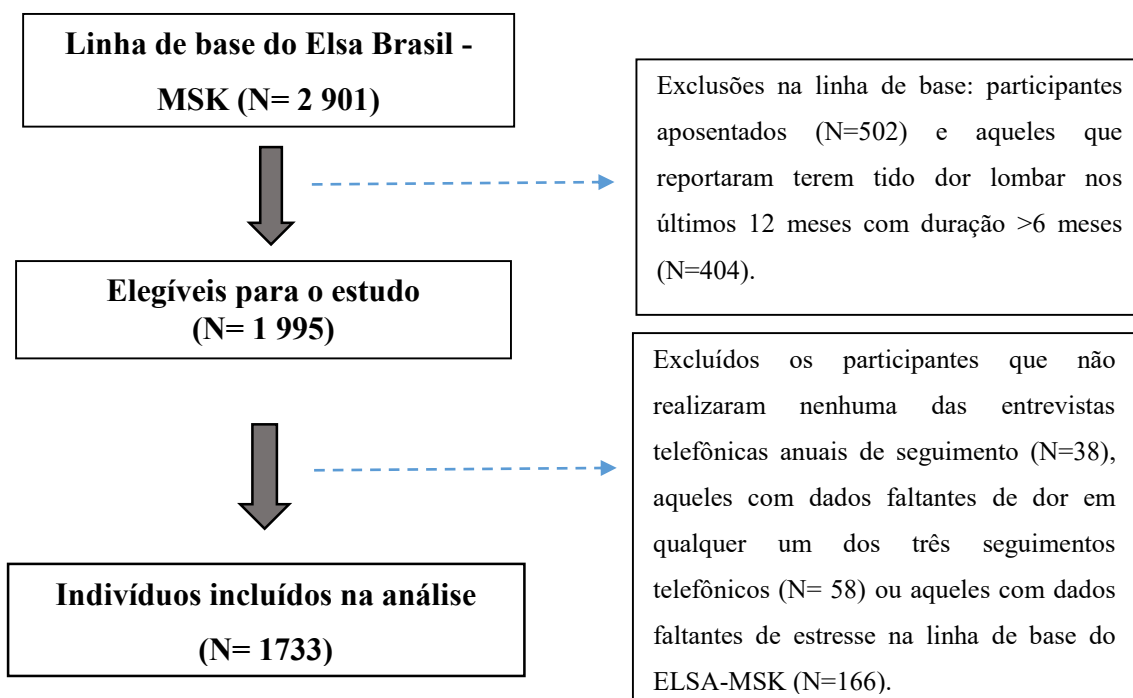 Linha de base do Elsa Brasil -
MSK (N= 2 901)
Exclusões na linha de base: participantes
aposentados (N=502) e aqueles que
reportaram terem tido dor lombar nos
últimos 12 meses com duração >6 meses
(N=404).
Elegíveis para o estudo
(N= 1 995)
Excluídos os participantes que não
realizaram nenhuma das entrevistas
telefônicas anuais de seguimento (N=38),
aqueles com dados faltantes de dor em
qualquer um dos três seguimentos
telefônicos (N= 58) ou aqueles com dados
faltantes de estresse na linha de base do
ELSA-MSK (N=166).
Indivíduos incluídos na análise
(N= 1733)